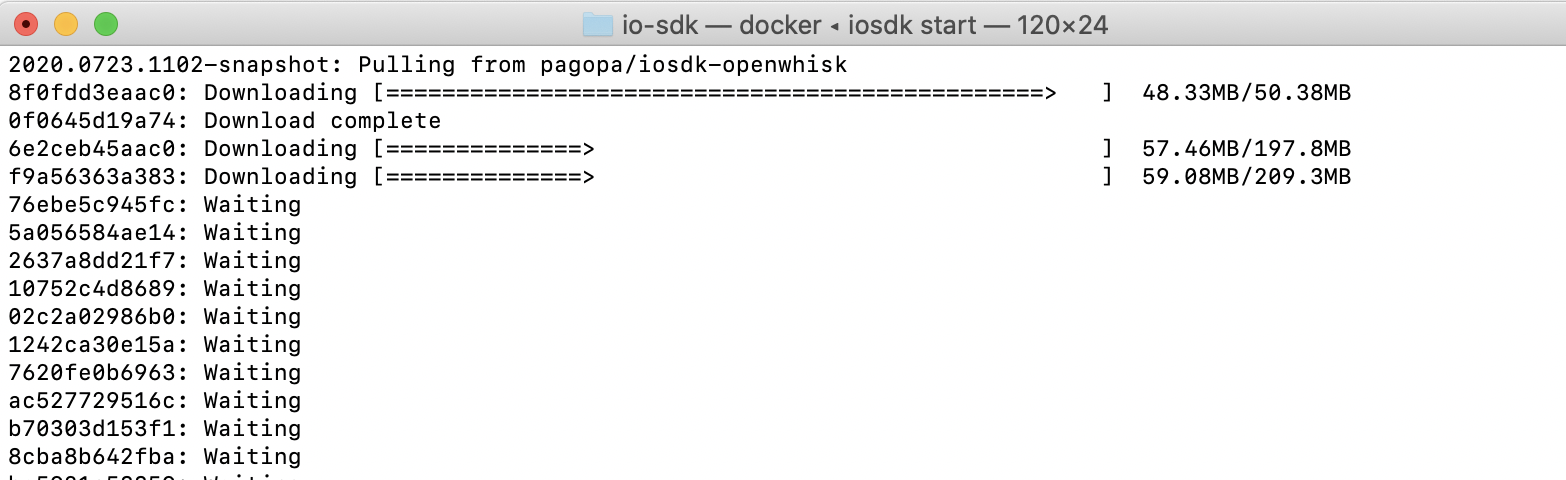 io-sdk — docker ◂ iosdk start — 120×24
2020.0723.1102-snapshot: Pulling from pagopa/iosdk-openwhisk
8f0fdd3eaac0: Downloading [===============================================>   ]  48.33MB/50.38MB
0f0645d19a74: Download complete
6e2ceb45aac0: Downloading [==============>                                    ]  57.46MB/197.8MB
f9a56363a383: Downloading [==============>                                    ]  59.08MB/209.3MB
76ebe5c945fc: Waiting
5a056584ae14: Waiting
2637a8dd21f7: Waiting
10752c4d8689: Waiting
02c2a02986b0: Waiting
1242ca30e15a: Waiting
7620fe0b6963: Waiting
ac527729516c: Waiting
b70303d153f1: Waiting
8cba8b642fba: Waiting